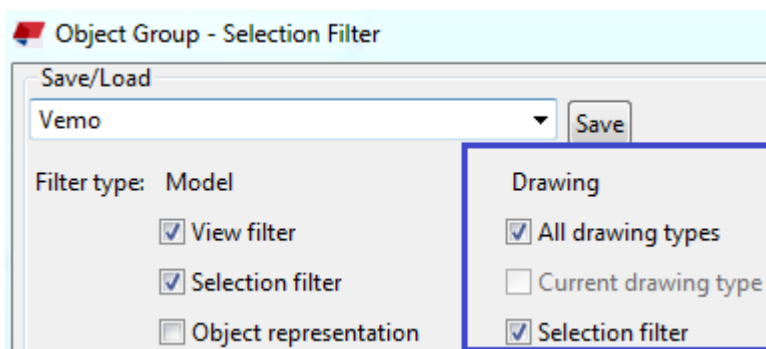 Object Group - Selection Filter
Save/Load
Vemo Save
Filter type: Model Drawing
View filter All drawing types
Selection filter Current drawing type
Object representation Selection filter